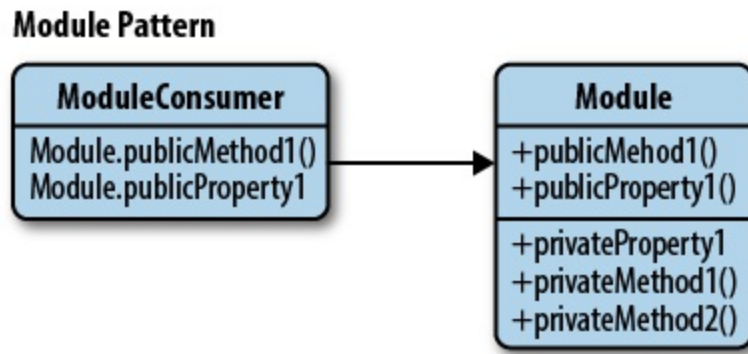 Module Pattern
ModuleConsumer
Module.publicMethod1()
Module.publicProperty1
Module
+publicMehod1()
+publicProperty1()
+privateProperty1
+privateMethod1()
+privateMethod2()